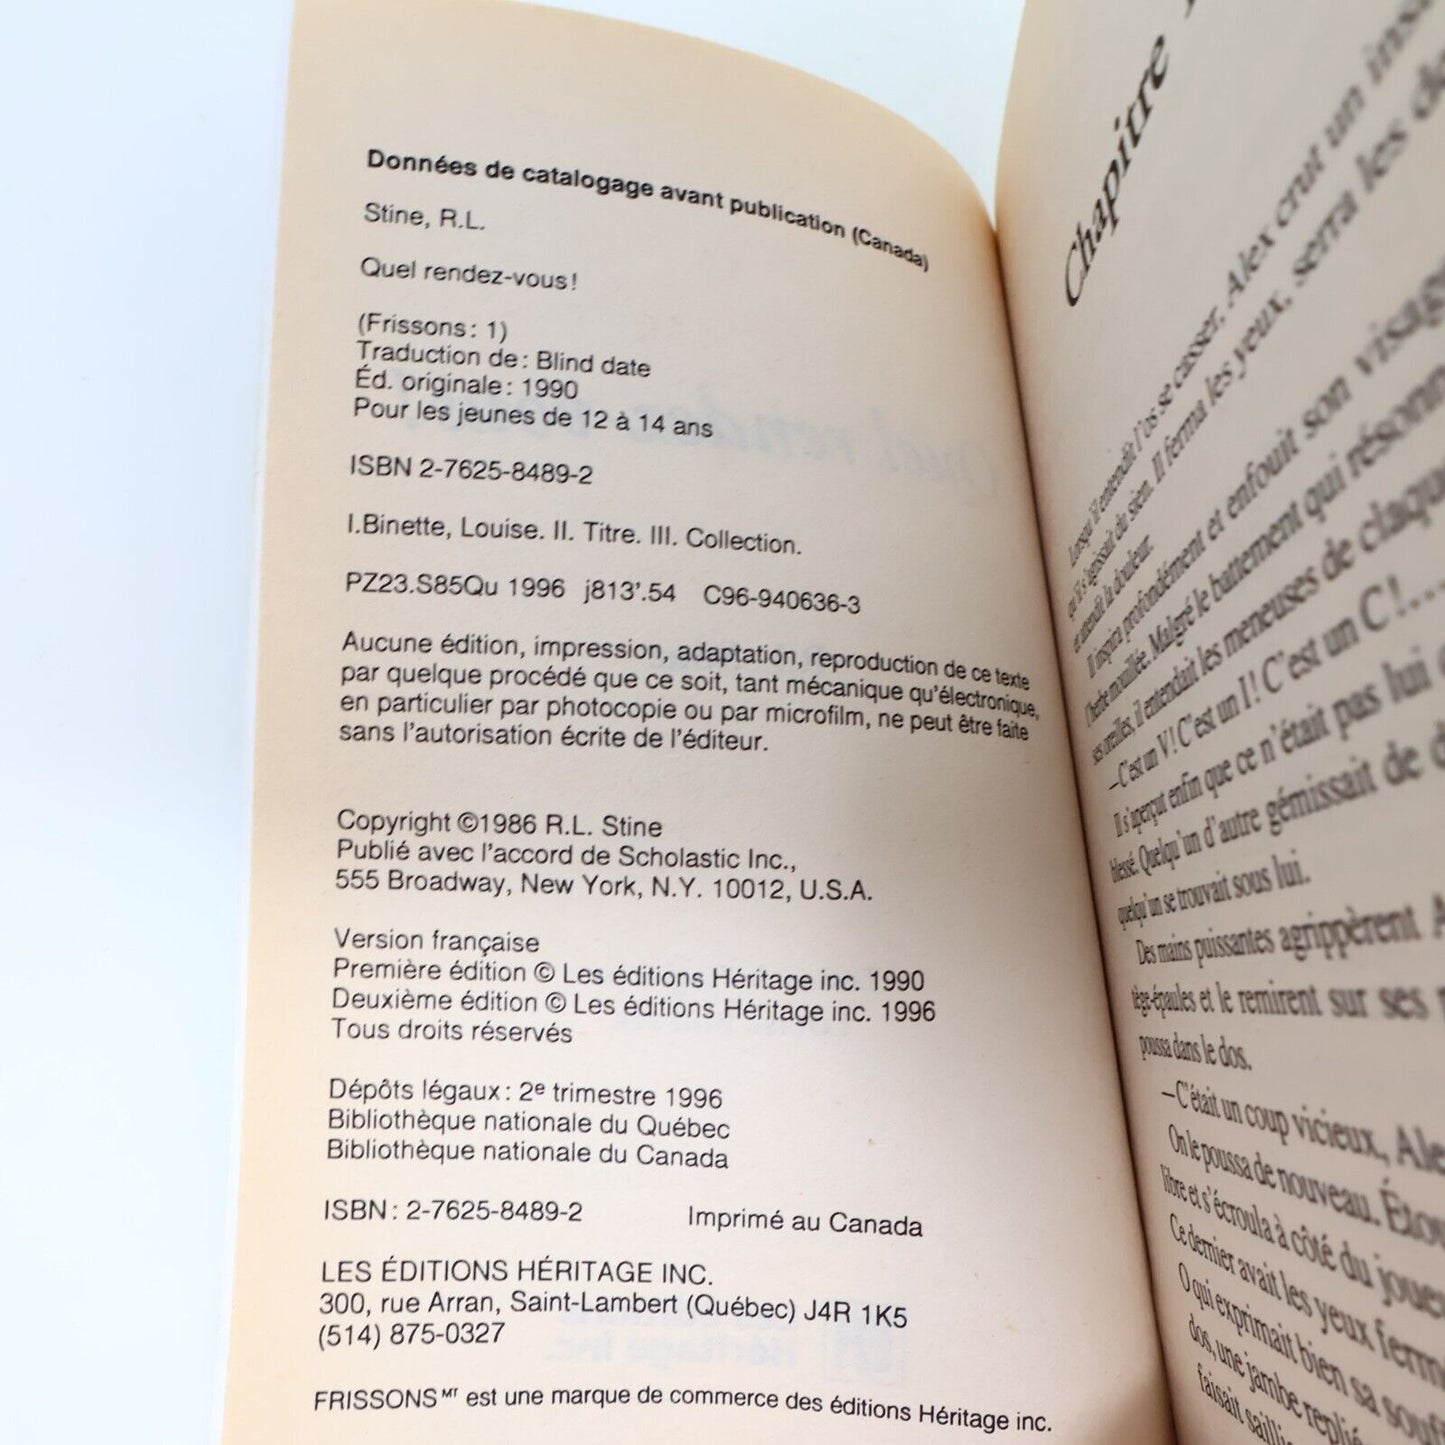 Données de catalogage avant publication (Canada)
Stine, R.L.
Quel rendez-vous!
(Frissons: 1)
Traduction de: Blind date
Éd. originale: 1990
Pour les jeunes de 12 à 14 ans
ISBN 2-7625-8489-2
I.Binette, Louise. II. Titre. III. Collection.
PZ23.S85Qu 1996 j813'.54 C96-940636-3
Aucune édition, impression, adaptation, reproduction de ce texte
par quelque procédé que ce soit, tant mécanique qu'électronique,
en particulier par photocopie ou par microfilm, ne peut être faite
sans l'autorisation écrite de l'éditeur.
Copyright ©1986 R.L. Stine
Publié avec l'accord de Scholastic Inc.,
555 Broadway, New York, N.Y. 10012, U.S.A.
Version française
Première édition © Les éditions Héritage inc. 1990
Deuxième édition © Les éditions Héritage inc. 1996
Tous droits réservés
Dépôts légaux: 2e trimestre 1996
Bibliothèque nationale du Québec
Bibliothèque nationale du Canada
ISBN: 2-7625-8489-2 Imprimé au Canada
LES ÉDITIONS HÉRITAGE INC.
300, rue Arran, Saint-Lambert (Québec) J4R 1K5
(514) 875-0327
FRISSONS MT est une marque de commerce des éditions Héritage inc.
Chapitre
Lorsqu'il entendit l'os se casser, Alex crut un
qu'il s'agissait du sien. Il ferma les yeux, serra les
et attendit la douleur.
Il inspira profondément et enfouit son
l'herbe mouillée. Malgré le battement qui
ses oreilles, il entendait les meneuses de
—C'est un V! C'est un I! C'est un C!...
Il s'aperçut enfin que ce n'était pas lui
blessé. Quelqu'un d'autre gémissait de
quelqu'un se trouvait sous lui.
Des mains puissantes agrippèrent
tège-épaules et le remirent sur ses
poussa dans le dos.
—C'était un coup vicieux,
On le poussa de nouveau.
libre et s'écroula à côté du
Ce dernier avait les yeux
O qui exprimait bien sa
dos, une jambe
faisait